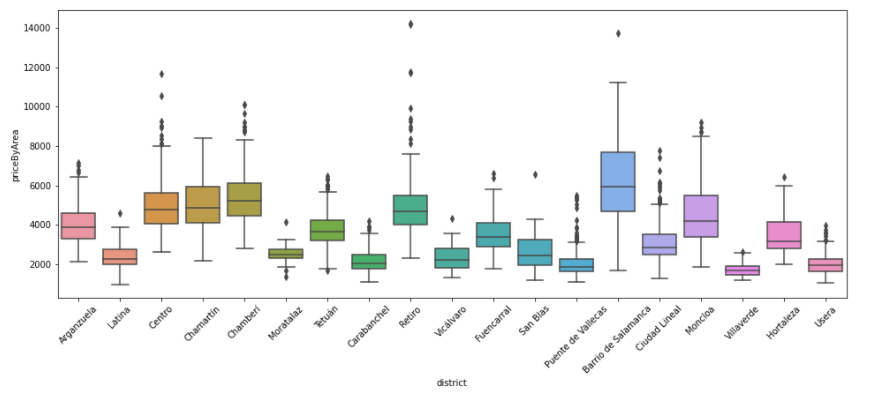 14000
12000
10000
8000
6000
4000
2000
priceByArea
Arganzuela
Latina
Centro
Chamartín
Chamberí
Moratalaz
Tetuán
Carabanchel
Retiro
Vicálvaro
Fuencarral
San Blas
Puente de Vallecas
Barrio de Salamanca
Ciudad Lineal
Moncloa
Villaverde
Hortaleza
Usera
district